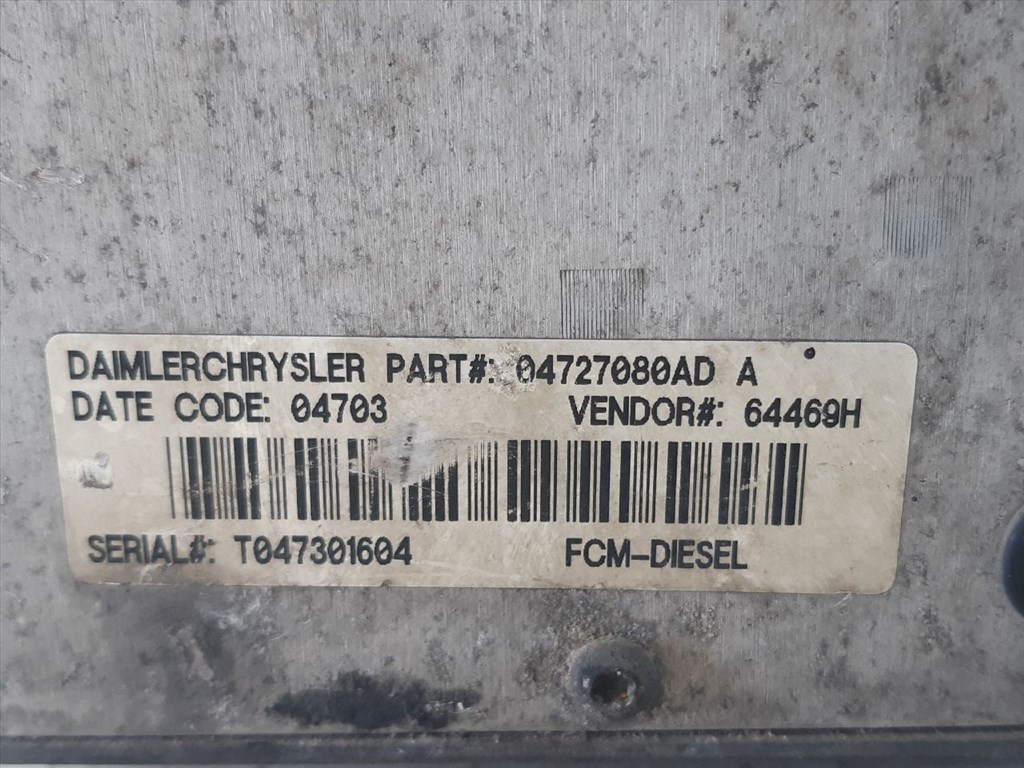 DAIMLERCHRYSLER PART#: 04727080AD A
DATE CODE: 04703 VENDOR#: 64469H
SERIAL#: T047301604 FCM-DIESEL